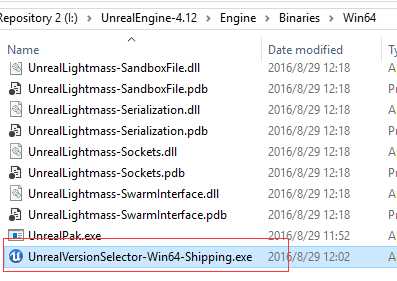 Repository 2 (I:) > UnrealEngine-4.12 > Engine > Binaries > Win64
Name Date modified
UnrealLightmass-SandboxFile.dll 2016/8/29 12:18
UnrealLightmass-SandboxFile.pdb 2016/8/29 12:18 Pr
UnrealLightmass-Serialization.dll 2016/8/29 12:18
UnrealLightmass-Serialization.pdb 2016/8/29 12:18 Pr
UnrealLightmass-Sockets.dll 2016/8/29 12:18
UnrealLightmass-Sockets.pdb 2016/8/29 12:18 Pr
UnrealLightmass-SwarmInterface.dll 2016/8/29 12:18
UnrealLightmass-SwarmInterface.pdb 2016/8/29 12:18 Pr
UnrealPak.exe 2016/8/29 11:52
UnrealVersionSelector-Win64-Shipping.exe 2016/8/29 12:02